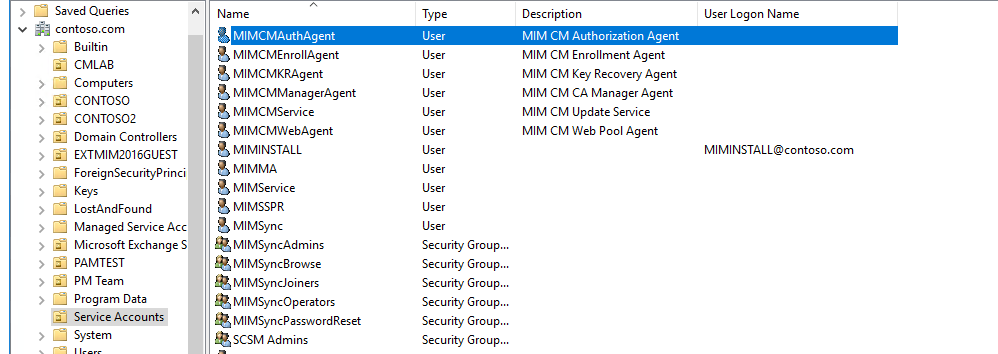 Saved Queries
contoso.com
Builtin
CMLAB
Computers
CONTOSO
CONTOSO2
Domain Controllers
EXTMIM2016GUEST
ForeignSecurityPrinci
Keys
LostAndFound
Managed Service Acc
Microsoft Exchange S
PAMTEST
PM Team
Program Data
Service Accounts
System
Users
Name Type Description User Logon Name
MIMCMAuthAgent User MIM CM Authorization Agent
MIMCMEnrollAgent User MIM CM Enrollment Agent
MIMCMKRAgent User MIM CM Key Recovery Agent
MIMCMManagerAgent User MIM CM CA Manager Agent
MIMCMService User MIM CM Update Service
MIMCMWebAgent User MIM CM Web Pool Agent
MIMINSTALL User MIMINSTALL@contoso.com
MIMMA User
MIMService User
MIMSSPR User
MIMSync User
MIMSyncAdmins Security Group...
MIMSyncBrowse Security Group...
MIMSyncJoiners Security Group...
MIMSyncOperators Security Group...
MIMSyncPasswordReset Security Group...
SCSM Admins Security Group...